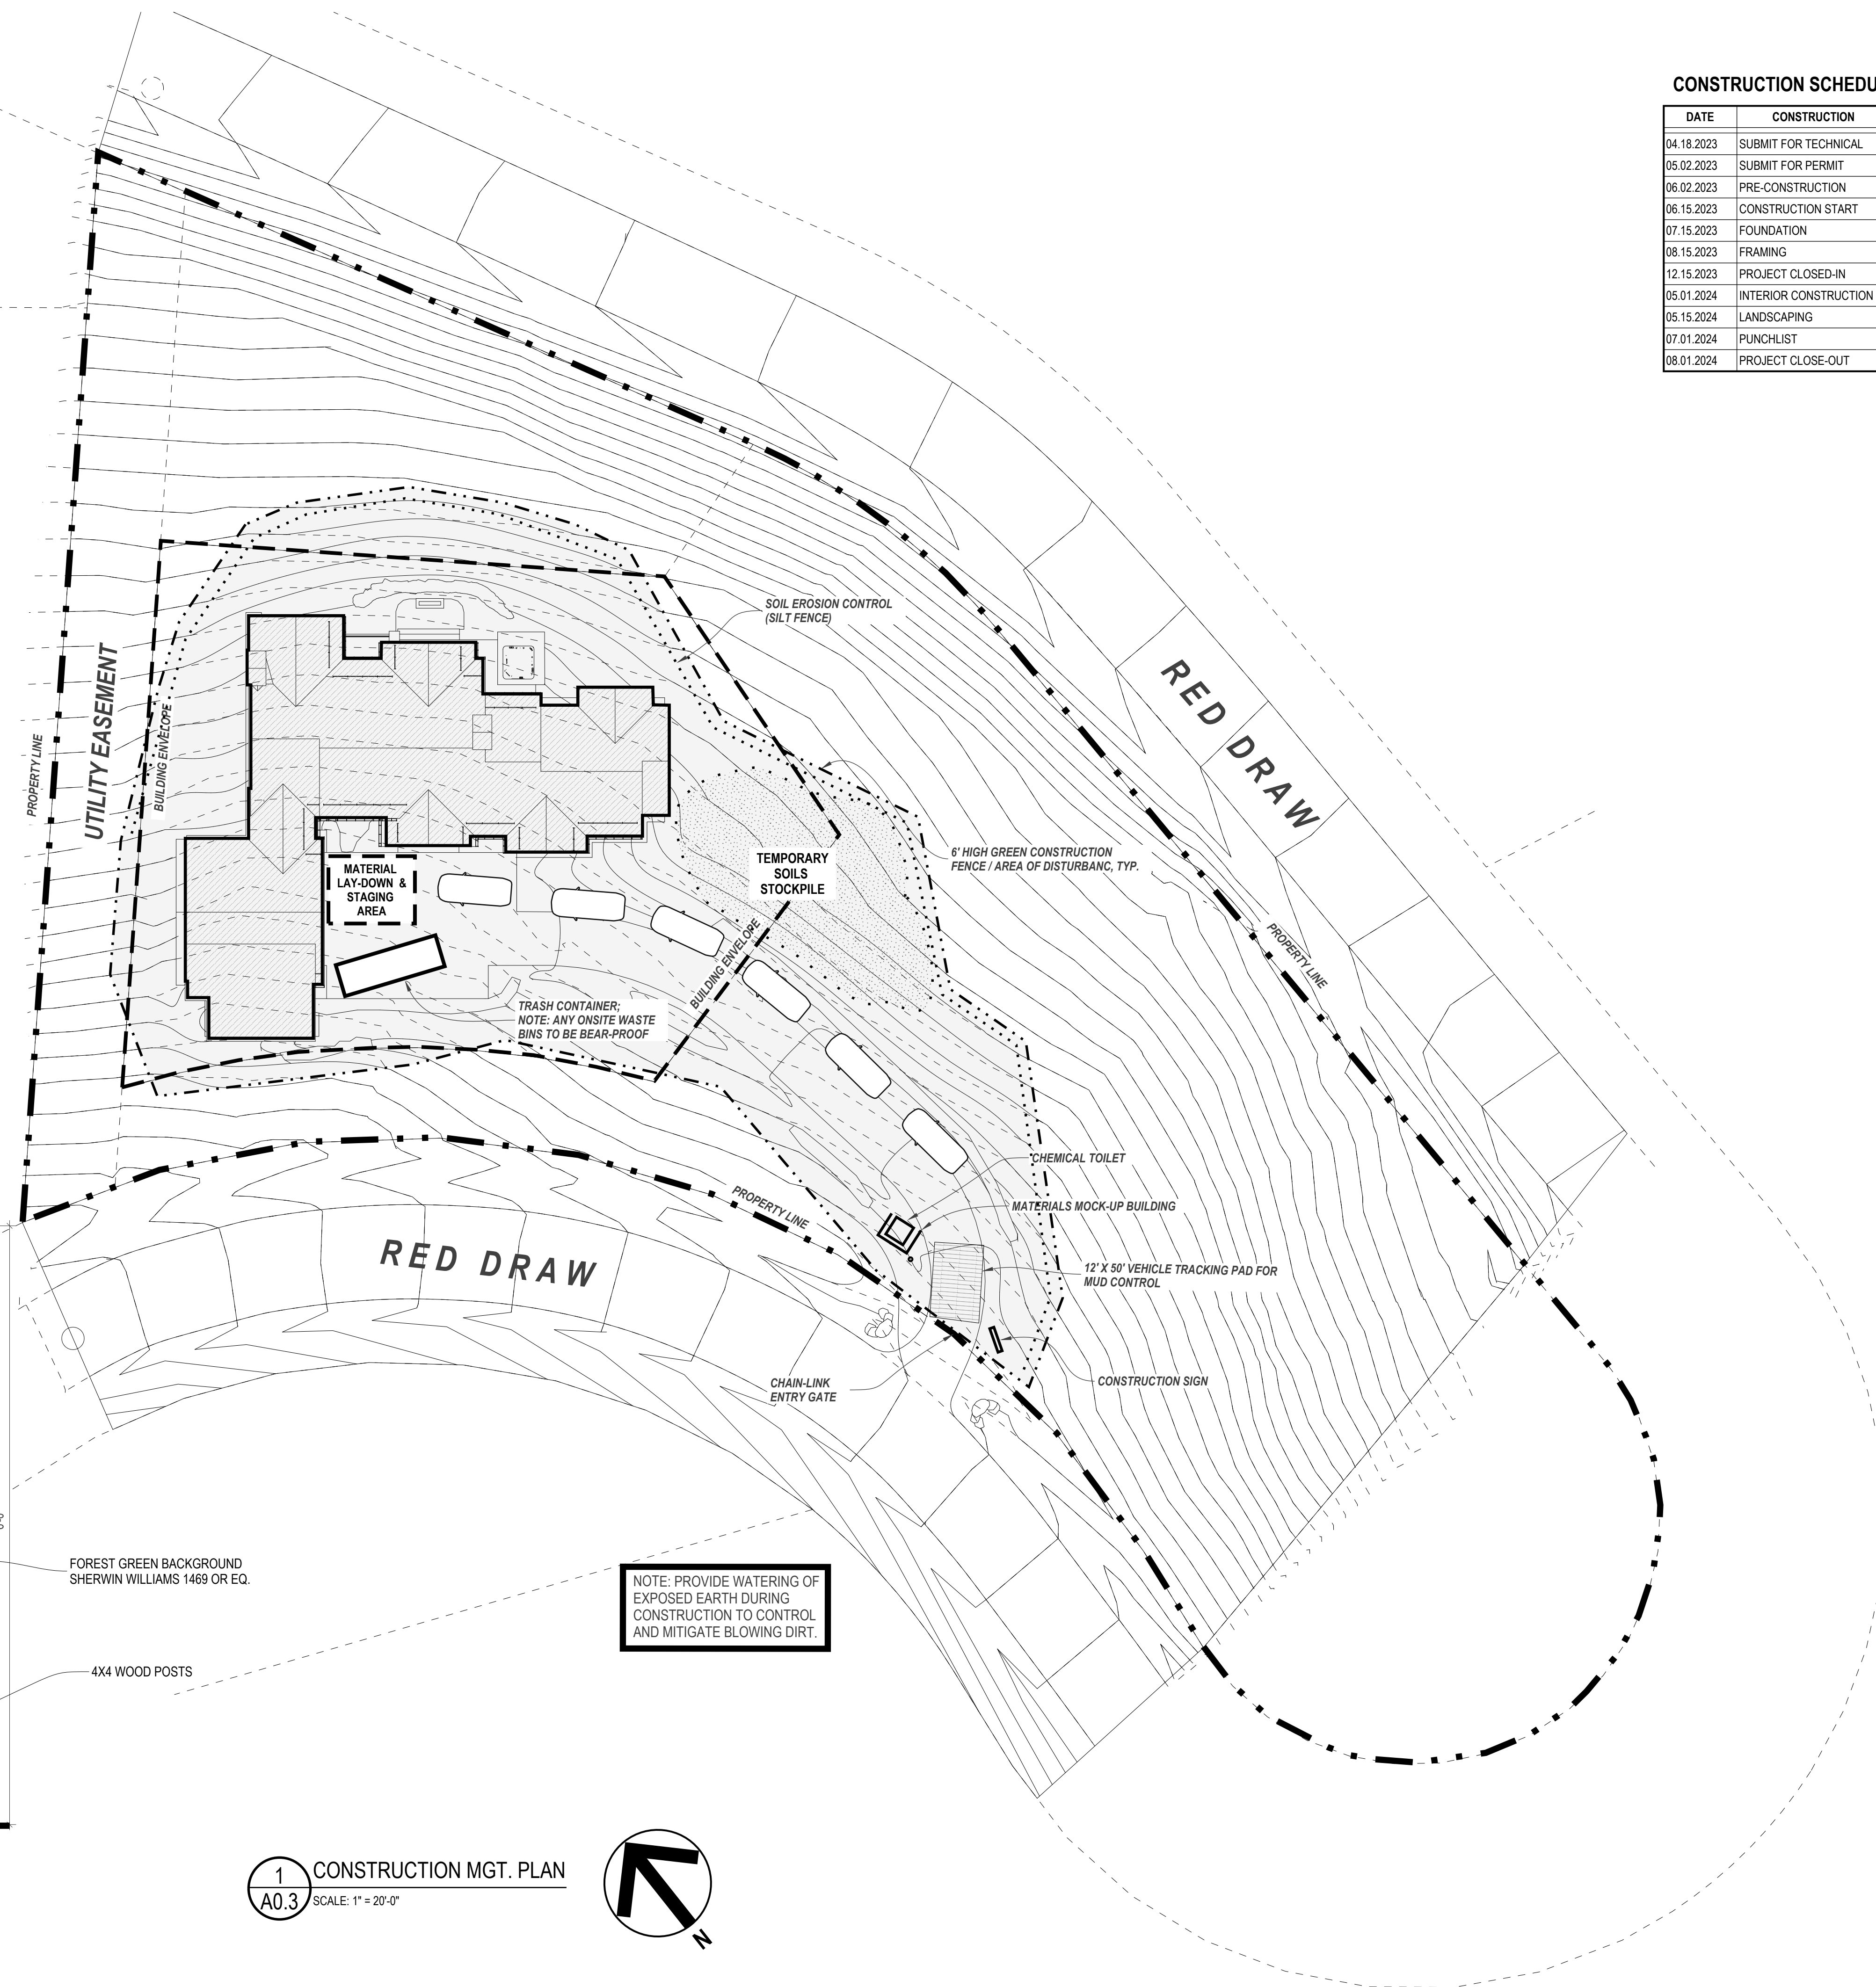 CONSTRUCTION SCHEDU
DATE CONSTRUCTION
04.18.2023 SUBMIT FOR TECHNICAL
05.02.2023 SUBMIT FOR PERMIT
06.02.2023 PRE-CONSTRUCTION
06.15.2023 CONSTRUCTION START
07.15.2023 FOUNDATION
08.15.2023 FRAMING
12.15.2023 PROJECT CLOSED-IN
05.01.2024 INTERIOR CONSTRUCTION
05.15.2024 LANDSCAPING
07.01.2024 PUNCHLIST
08.01.2024 PROJECT CLOSE-OUT
SOIL EROSION CONTROL
(SILT FENCE)
RED DRAW
PROPERTY LINE
UTILITY EASEMENT
BUILDING ENVELOPE
6' HIGH GREEN CONSTRUCTION
FENCE / AREA OF DISTURBANC, TYP.
TEMPORARY
SOILS
STOCKPILE
MATERIAL
LAY-DOWN &
STAGING
AREA
BUILDING ENVELOPE
PROPERTY LINE
TRASH CONTAINER;
NOTE: ANY ONSITE WASTE
BINS TO BE BEAR-PROOF
CHEMICAL TOILET
MATERIALS MOCK-UP BUILDING
PROPERTY LINE
RED DRAW
12' X 50' VEHICLE TRACKING PAD FOR
MUD CONTROL
CHAIN-LINK
ENTRY GATE
CONSTRUCTION SIGN
FOREST GREEN BACKGROUND
SHERWIN WILLIAMS 1469 OR EQ.
NOTE: PROVIDE WATERING OF
EXPOSED EARTH DURING
CONSTRUCTION TO CONTROL
AND MITIGATE BLOWING DIRT.
4X4 WOOD POSTS
1
A0.3
CONSTRUCTION MGT. PLAN
SCALE: 1" = 20'-0"
N